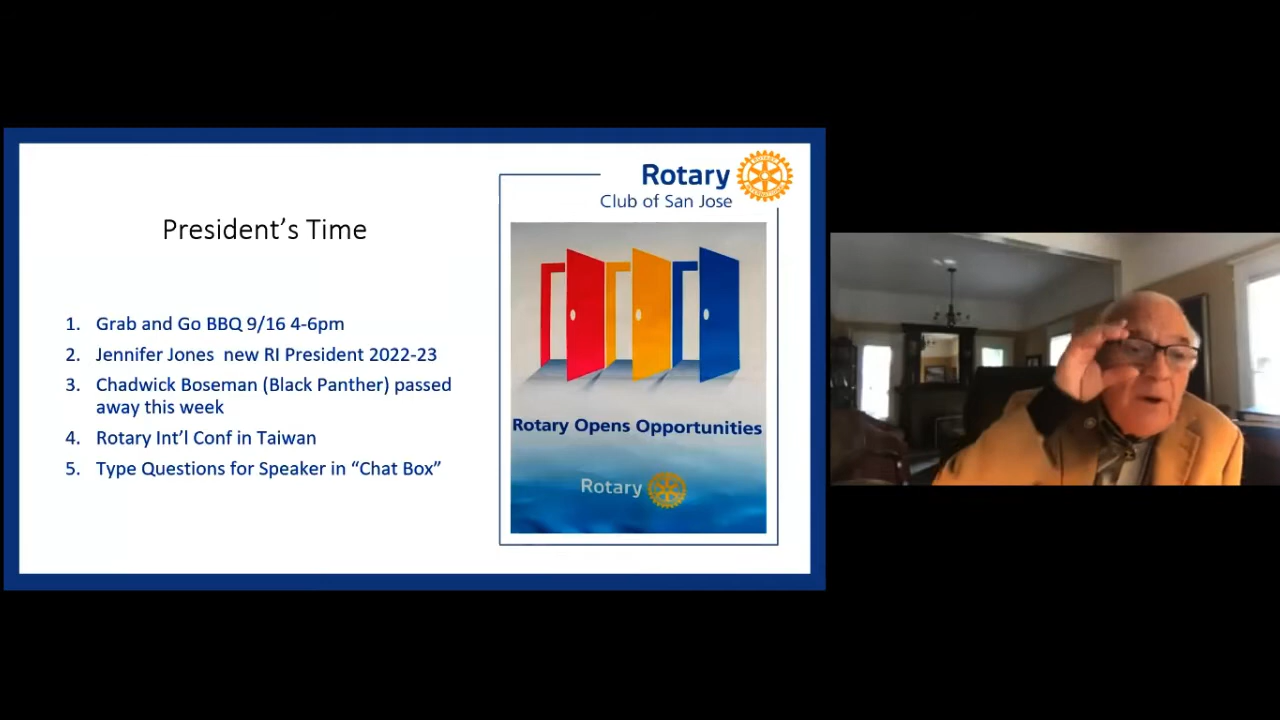 Rotary
Club of San Jose
President’s Time
1. Grab and Go BBQ 9/16 4-6pm
2. Jennifer Jones new RI President 2022-23
3. Chadwick Boseman (Black Panther) passed
away this week
4. Rotary Int’l Conf in Taiwan
5. Type Questions for Speaker in “Chat Box”
Rotary Opens Opportunities
Rotary